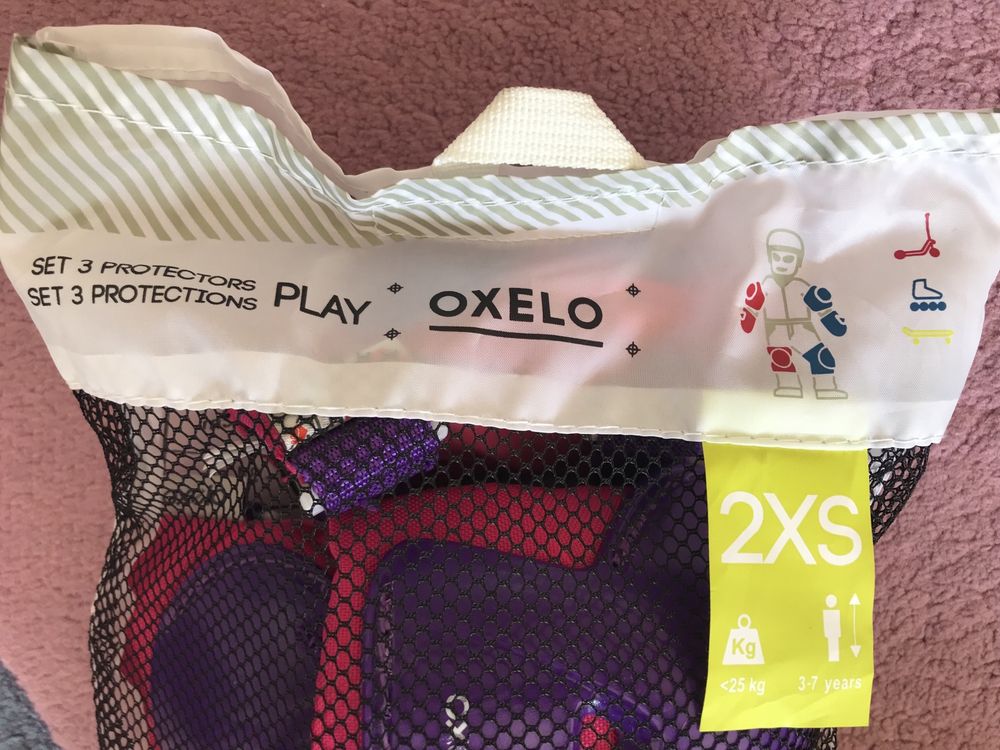 SET 3 PROTECTORS
SET 3 PROTECTIONS
PLAY
OXELO
2XS
Kg
<25 kg
3-7 years